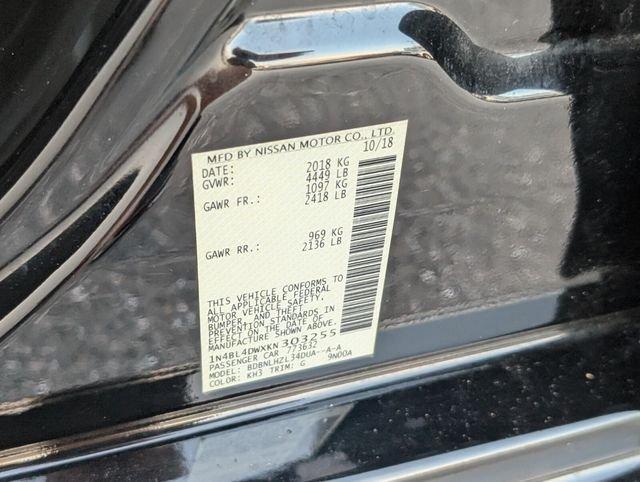 MFD BY NISSAN MOTOR CO., LTD.
DATE: 10/18
GVWR: 2018 KG
4449 LB
GAWR FR.: 1097 KG
2418 LB
GAWR RR.: 969 KG
2136 LB
THIS VEHICLE CONFORMS TO
ALL APPLICABLE FEDERAL
MOTOR VEHICLE SAFETY,
BUMPER, AND THEFT
PREVENTION STANDARDS IN
EFFECT ON THE DATE OF
MANUFACTURE SHOWN ABOVE.
1N4BL4DWXKN303255
PASSENGER CAR 773632
MODEL: BDBNLHZL34DUA--A-A
COLOR: KH3 TRIM: G 9N00A